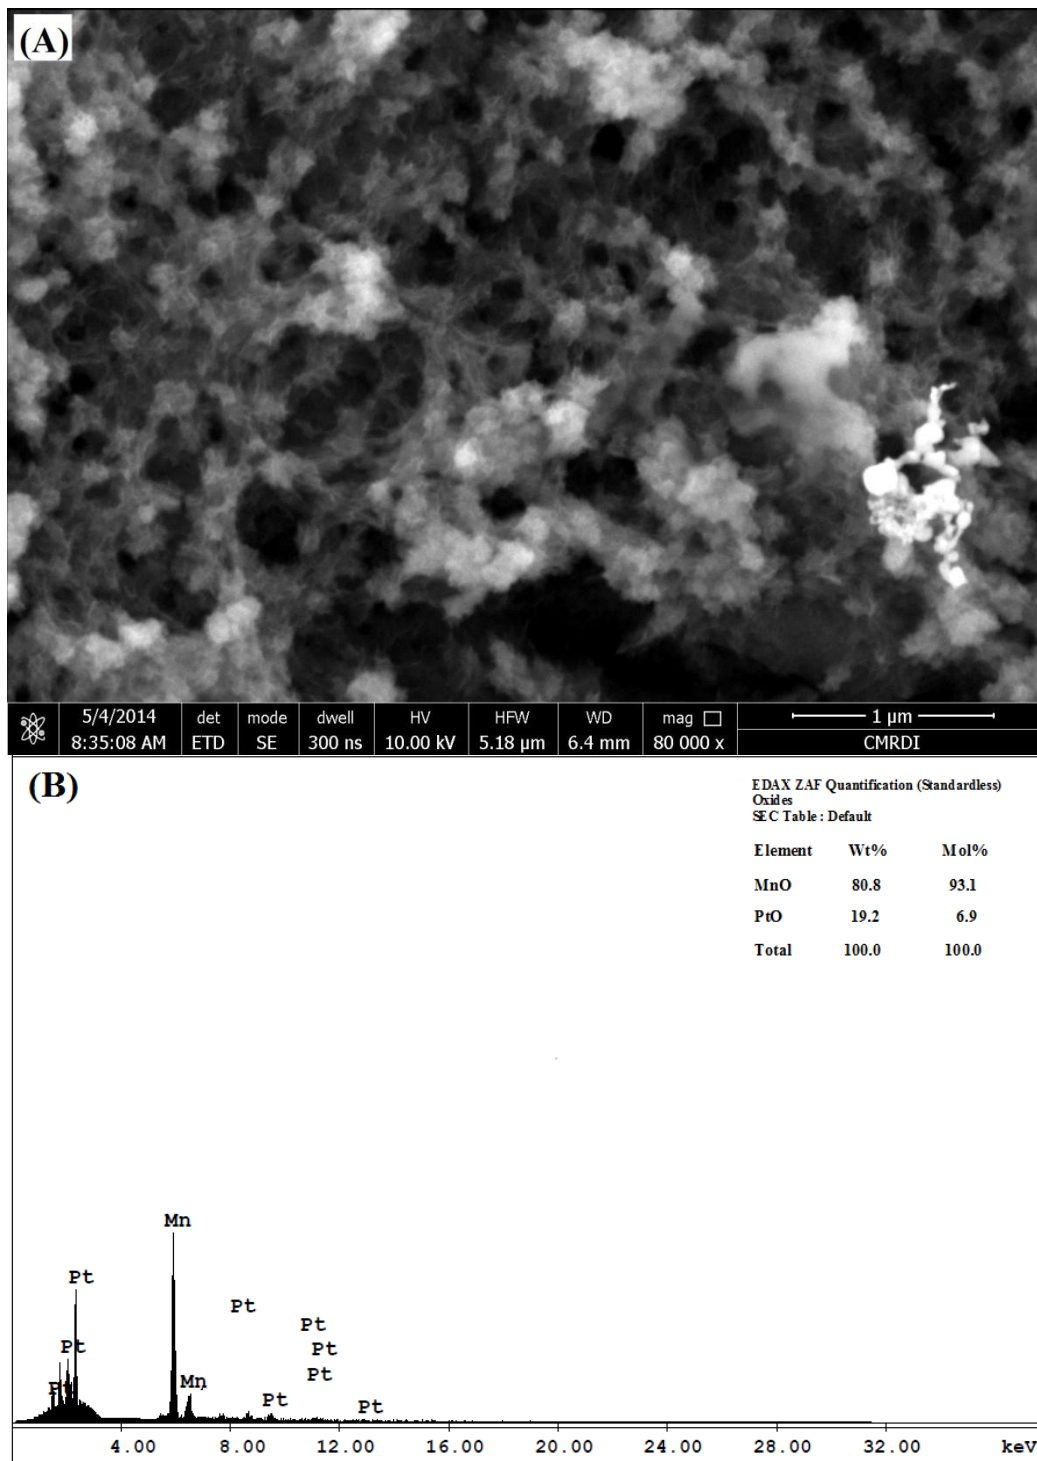 (A)
5/4/2014 det mode dwell HV HFW WD mag 1 µm
8:35:08 AM ETD SE 300 ns 10.00 kV 5.18 µm 6.4 mm 80 000 x CMRDI
(B)
EDAX ZAF Quantification (Standardless)
Oxides
SEC Table : Default
Element Wt% Mol%
MnO 80.8 93.1
PtO 19.2 6.9
Total 100.0 100.0
Mn
Pt
Pt
Pt
Pt
Pt
Pt
Mn
Pt
Pt
Pt
4.00 8.00 12.00 16.00 20.00 24.00 28.00 32.00 keV